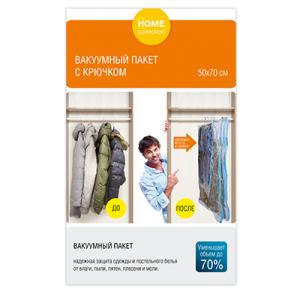 HOME
collection
ВАКУУМНЫЙ ПАКЕТ
С КРЮЧКОМ
50х70 см
ДО
ПОСЛЕ
ВАКУУМНЫЙ ПАКЕТ
надежная защита одежды и постельного белья
от влаги, пыли, пятен, плесени и моли.
Уменьшает
объем до
70%